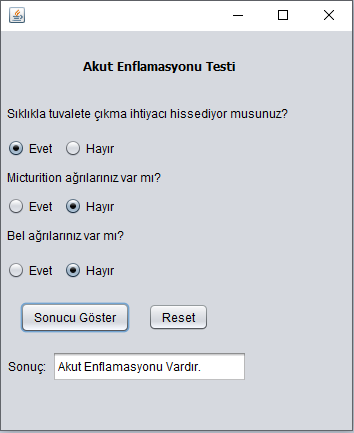 Akut Enflamasyonu Testi
Sıklıkla tuvalete çıkma ihtiyacı hissediyor musunuz?
Evet Hayır
Micturition ağrılarınız var mı?
Evet Hayır
Bel ağrılarınız var mı?
Evet Hayır
Sonucu Göster Reset
Sonuç: Akut Enflamasyonu Vardır.